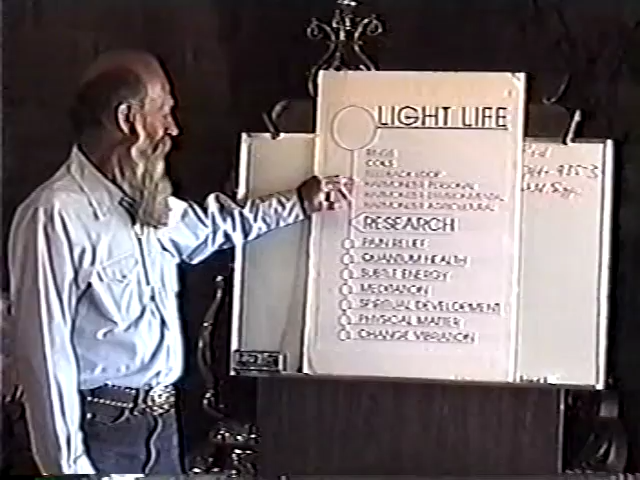 LIGHT LIFE
RINGS
COILS
FEEDBACK LOOP
HARMONIZER PERSONAL
HARMONIZER ENVIRONMENTAL
HARMONIZER AGRICULTURAL
RESEARCH
PAIN RELIEF
QUANTUM HEALTH
SUBTLE ENERGY
MEDITATION
SPIRITUAL DEVELOPMENT
PHYSICAL MATTER
CHANGE VIBRATION